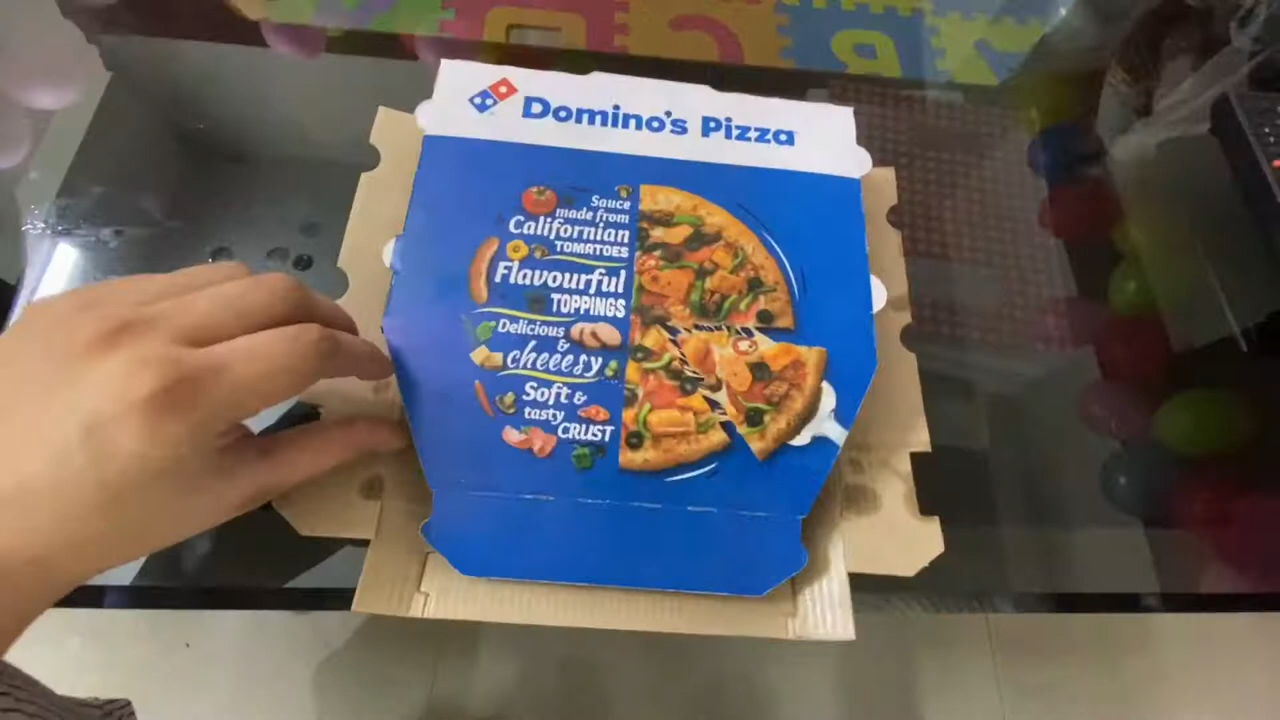 Domino's Pizza
Sauce
made from
Californian
TOMATOES
Flavourful
TOPPINGS
Delicious
&
cheeesy
Soft &
tasty
CRUST